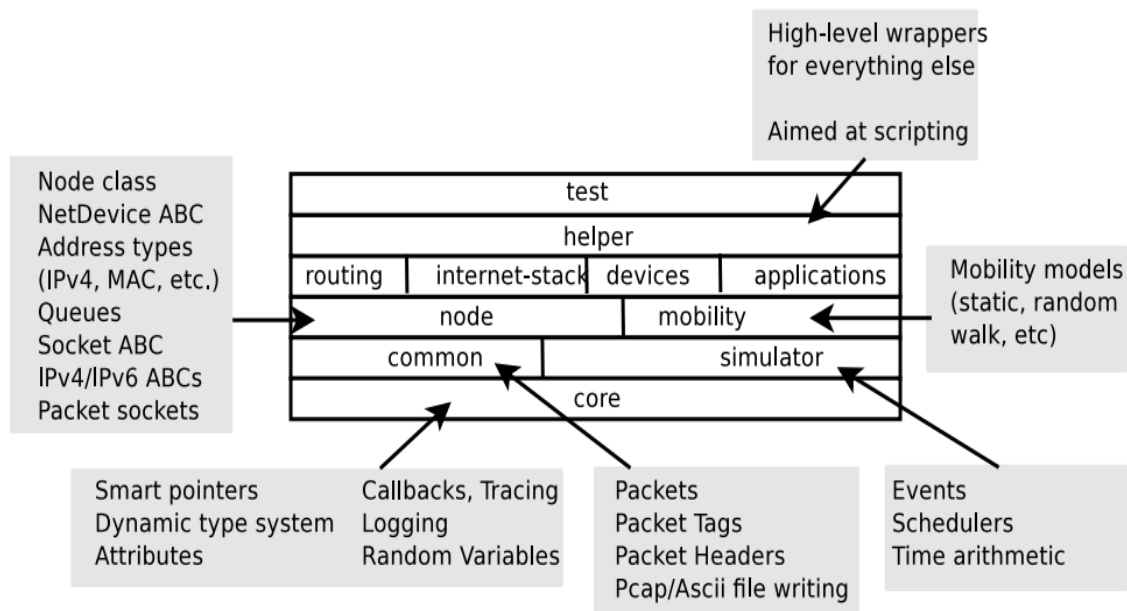 High-level wrappers
for everything else
Aimed at scripting
Node class
NetDevice ABC
Address types
(IPv4, MAC, etc.)
Queues
Socket ABC
IPv4/IPv6 ABCs
Packet sockets
test
helper
routing internet-stack devices applications
node mobility
common simulator
core
Mobility models
(static, random
walk, etc)
Smart pointers
Dynamic type system
Attributes
Callbacks, Tracing
Logging
Random Variables
Packets
Packet Tags
Packet Headers
Pcap/Ascii file writing
Events
Schedulers
Time arithmetic